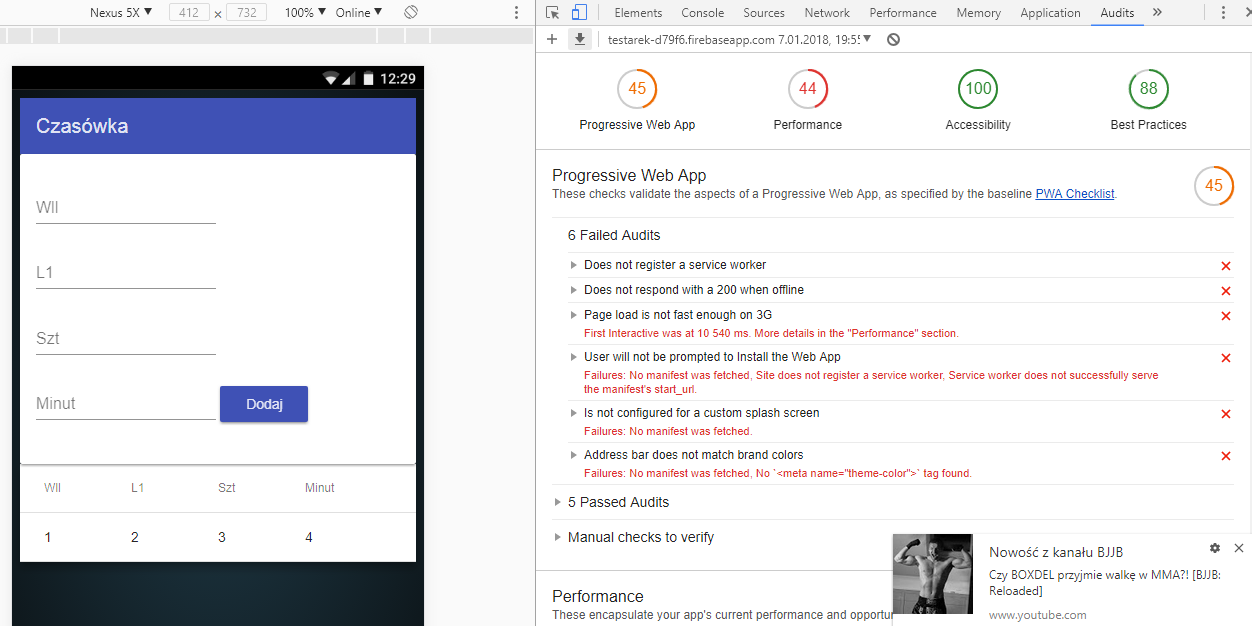 Nexus 5X ▼ 412 x 732 100% ▼ Online ▼
Elements Console Sources Network Performance Memory Application Audits »
testarek-d79f6.firebaseapp.com 7.01.2018, 19:55 ▼
12:29
Czasówka
Wll
L1
Szt
Minut
Dodaj
Wll L1 Szt Minut
1 2 3 4
45 44 100 88
Progressive Web App Performance Accessibility Best Practices
Progressive Web App
These checks validate the aspects of a Progressive Web App, as specified by the baseline PWA Checklist.
45
6 Failed Audits
Does not register a service worker
Does not respond with a 200 when offline
Page load is not fast enough on 3G
First Interactive was at 10 540 ms. More details in the "Performance" section.
User will not be prompted to Install the Web App
Failures: No manifest was fetched, Site does not register a service worker, Service worker does not successfully serve
the manifest's start_url.
Is not configured for a custom splash screen
Failures: No manifest was fetched.
Address bar does not match brand colors
Failures: No manifest was fetched, No `<meta name="theme-color">` tag found.
5 Passed Audits
Manual checks to verify
Performance
These encapsulate your app's current performance and opportun
Nowość z kanału BJJB
Czy BOXDEL przyjmie walkę w MMA?! [BJJB:
Reloaded]
www.youtube.com